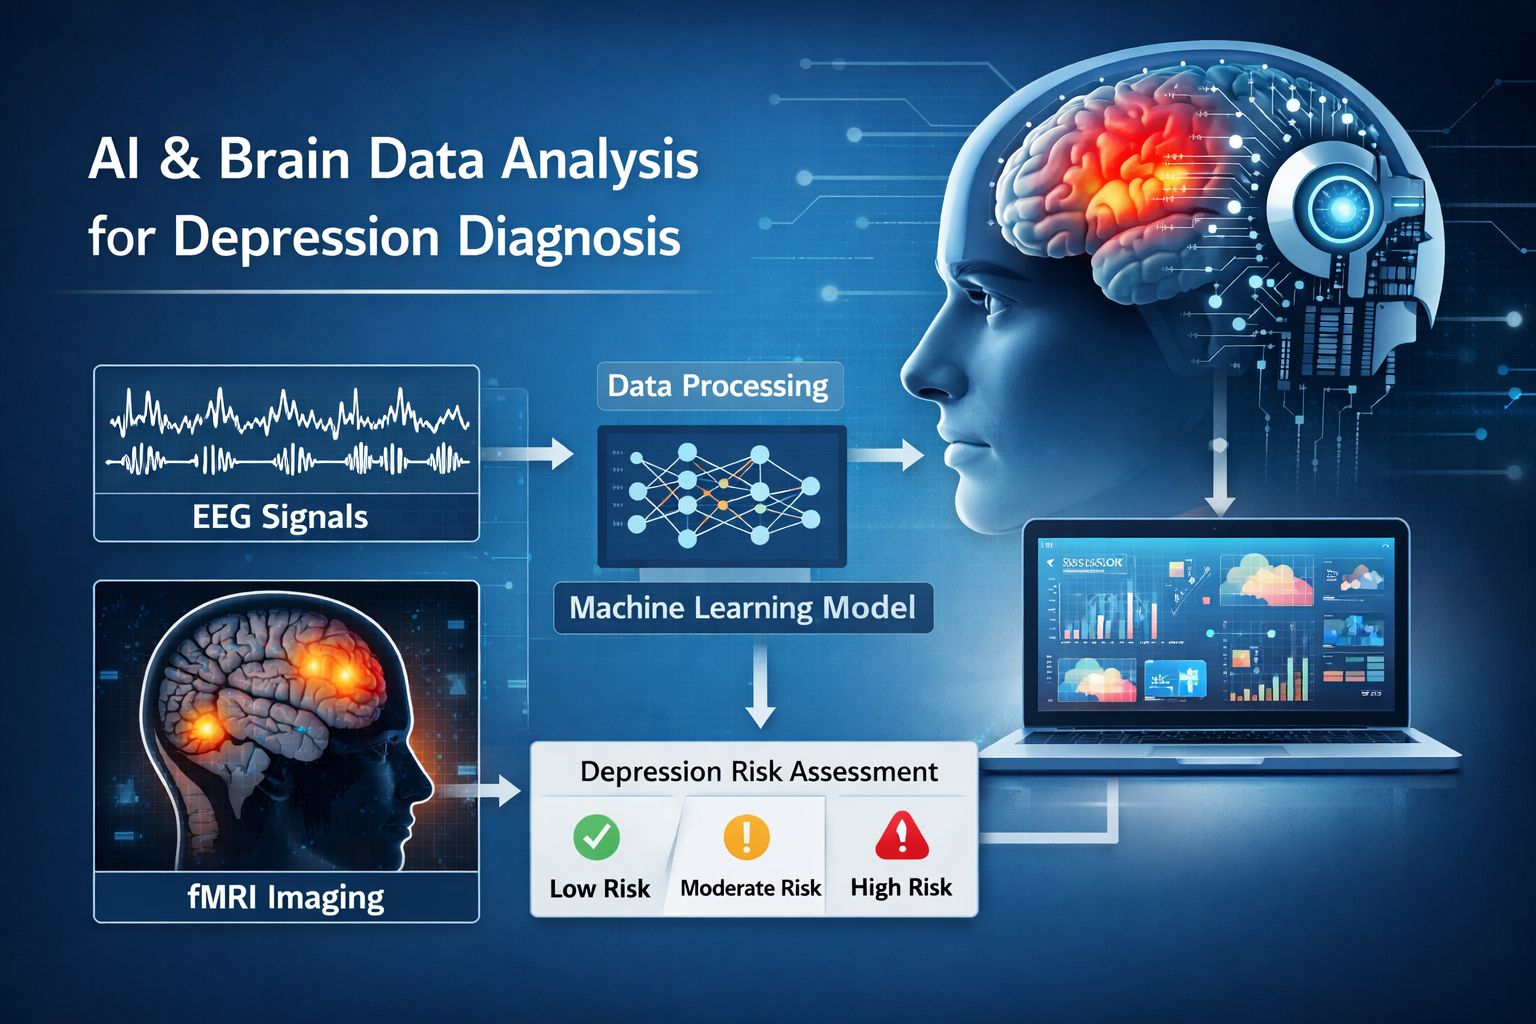 AI & Brain Data Analysis
for Depression Diagnosis
EEG Signals
Data Processing
Machine Learning Model
fMRI Imaging
Depression Risk Assessment
Low Risk
Moderate Risk
High Risk